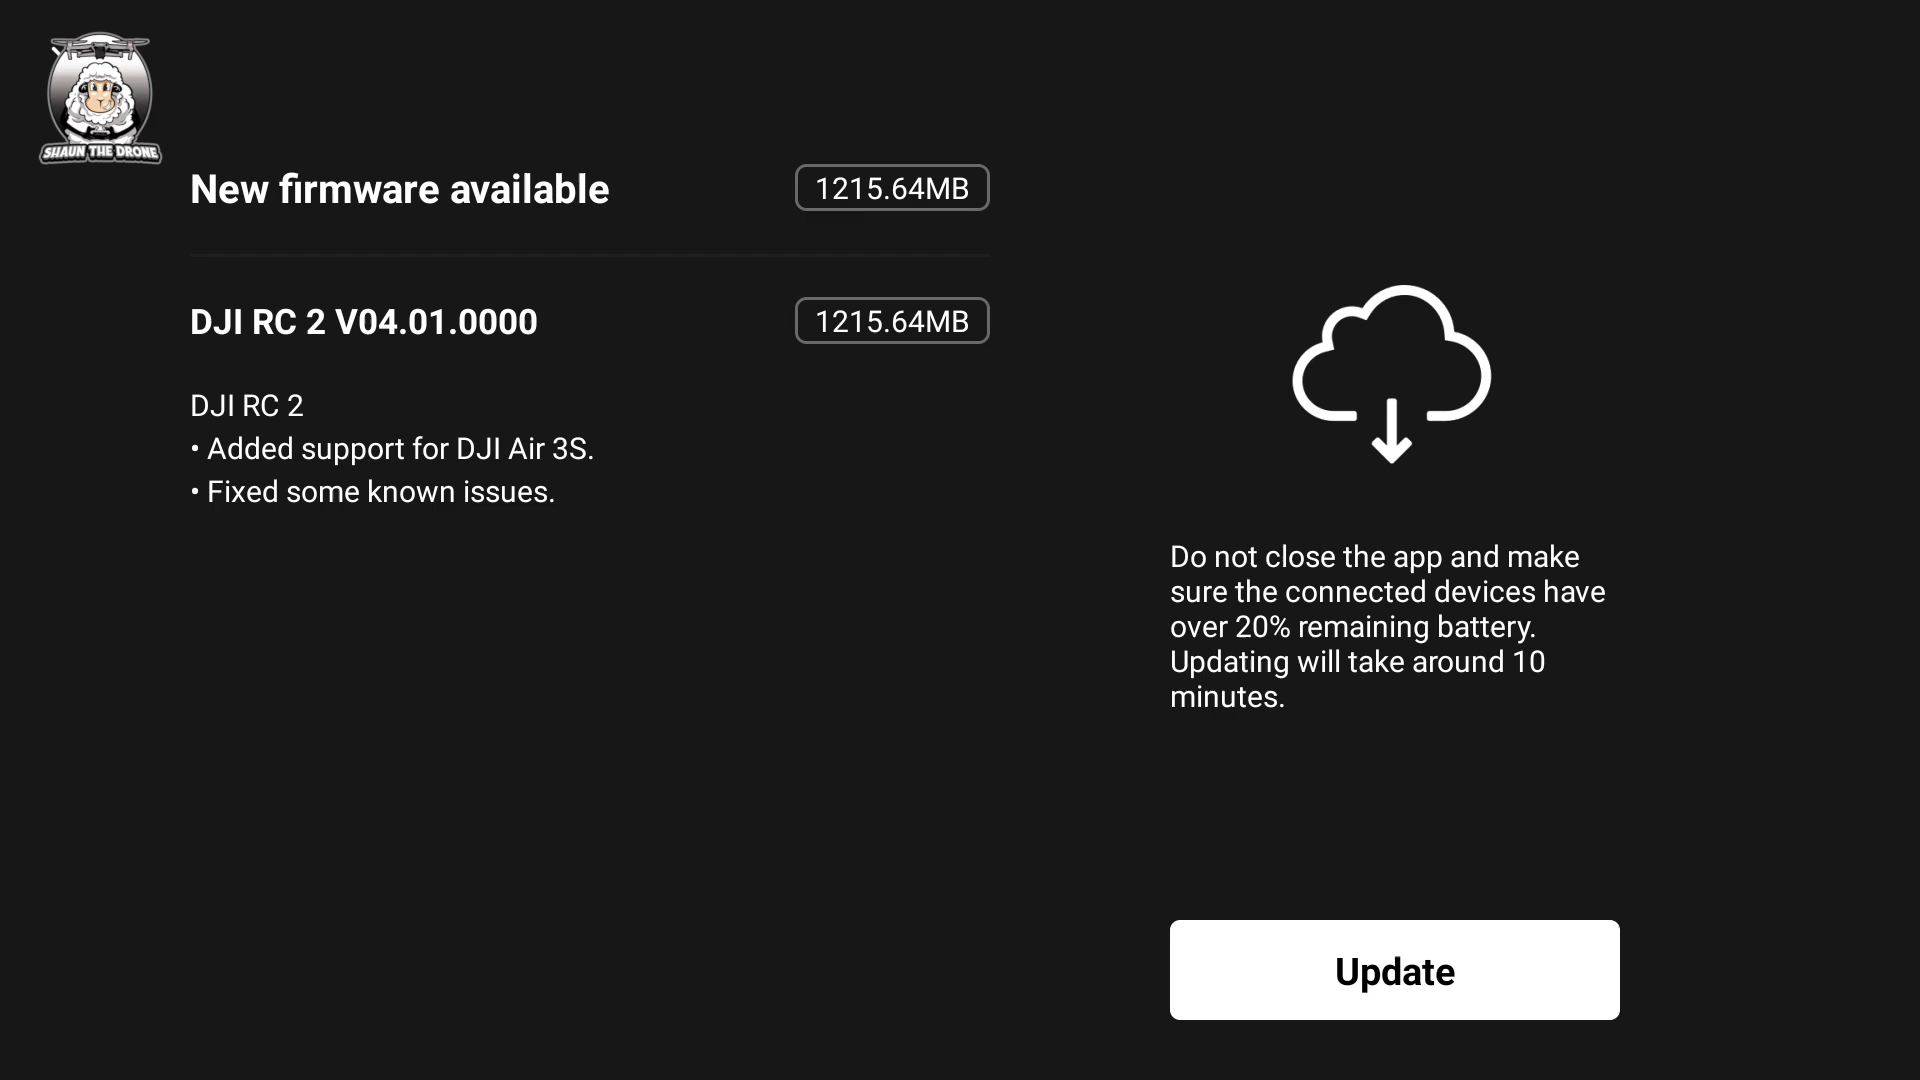 SHAUN THE DRONE
New firmware available
1215.64MB
DJI RC 2 V04.01.0000
1215.64MB
DJI RC 2
• Added support for DJI Air 3S.
• Fixed some known issues.
Do not close the app and make
sure the connected devices have
over 20% remaining battery.
Updating will take around 10
minutes.
Update